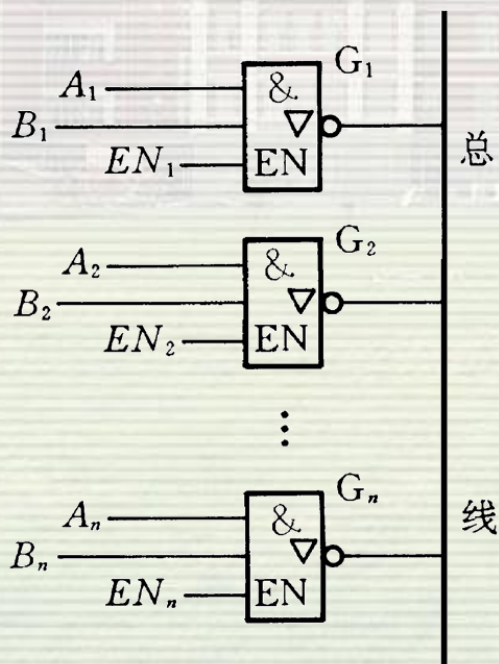 G₁
A₁ &
B₁ ▽
EN₁ EN
总
G₂
A₂ &
B₂ ▽
EN₂ EN
⋮
Gₙ
Aₙ &
线
Bₙ ▽
ENₙ EN